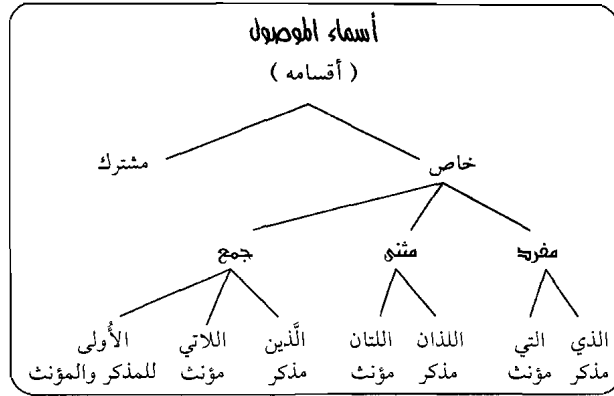 أسماء الموصول
( أقسامه )
خاص مشترك
مفرد مثنى جمع
الذي التي اللذان اللتان الَّذين اللاتي الأُولى
مذكر مؤنث مذكر مؤنث مذكر مؤنث للمذكر والمؤنث